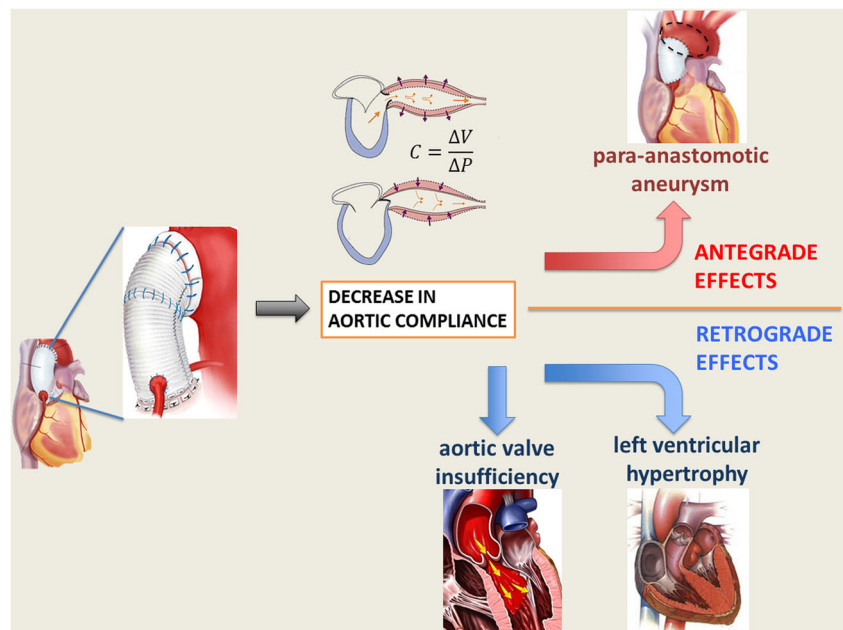 C = ΔV/ΔP
para-anastomotic
aneurysm
ANTEGRADE
EFFECTS
DECREASE IN
AORTIC COMPLIANCE
RETROGRADE
EFFECTS
aortic valve
insufficiency
left ventricular
hypertrophy